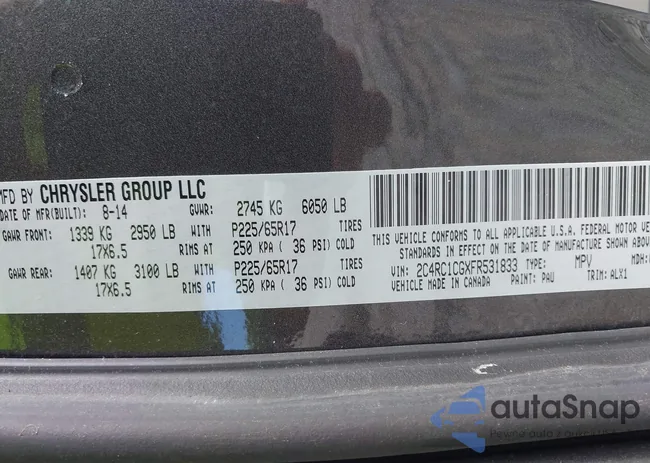 MFD BY CHRYSLER GROUP LLC
DATE OF MFR(BUILT): 8-14 GVWR: 2745 KG 6050 LB
GAWR FRONT: 1339 KG 2950 LB WITH P225/65R17 TIRES
17X6.5 RIMS AT 250 KPA ( 36 PSI) COLD
GAWR REAR: 1407 KG 3100 LB WITH P225/65R17 TIRES
17X6.5 RIMS AT 250 KPA ( 36 PSI) COLD
THIS VEHICLE CONFORMS TO ALL APPLICABLE U.S.A. FEDERAL MOTOR VE
STANDARDS IN EFFECT ON THE DATE OF MANUFACTURE SHOWN ABOVE
VIN: 2C4RC1CGXFR531833 TYPE: MPV MDH:
VEHICLE MADE IN CANADA PAINT: PAU TRIM: ALX1
autaSnap
Pewne auto z